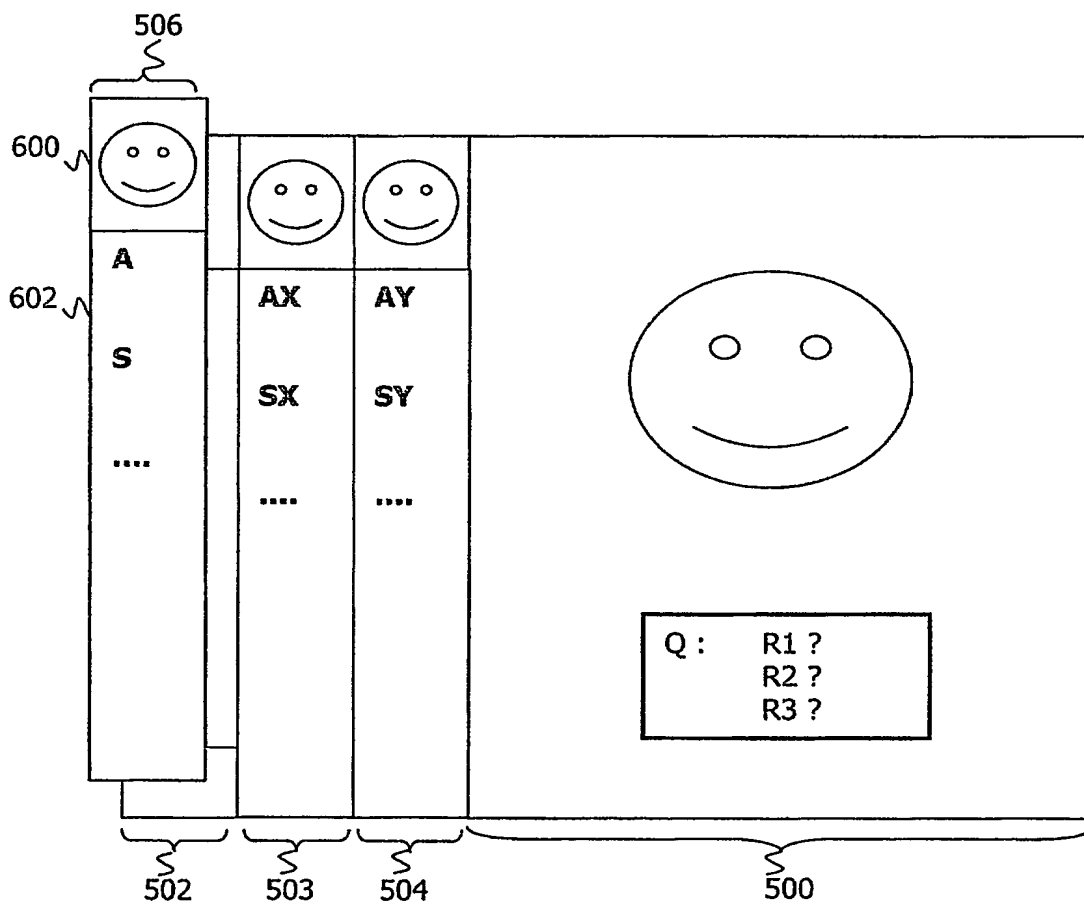 506
600
602
A
S
....
AX
SX
....
AY
SY
....
Q : R1 ?
R2 ?
R3 ?
502
503
504
500